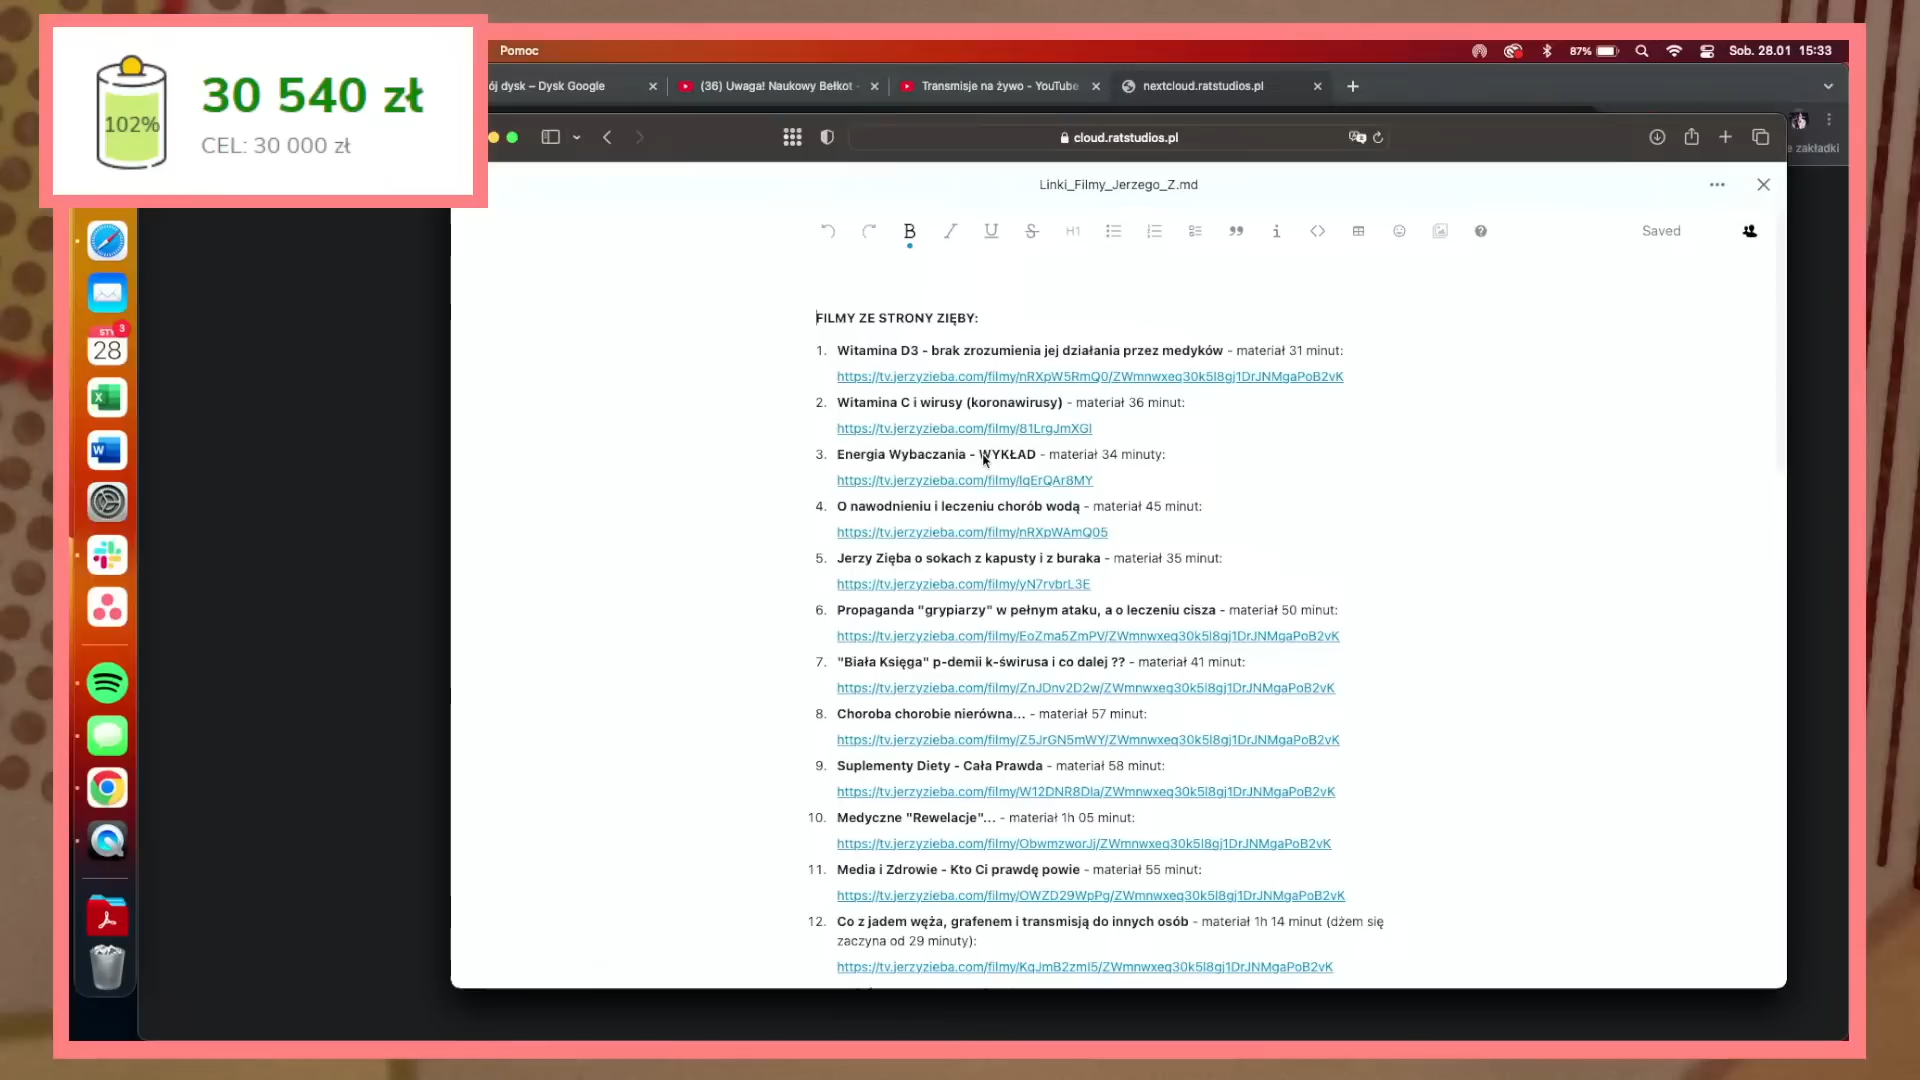 102%
30 540 zł
CEL: 30 000 zł
Pomoc
87%
Sob. 28.01 15:33
ój dysk – Dysk Google
(36) Uwaga! Naukowy Bełkot -
Transmisje na żywo - YouTube
nextcloud.ratstudios.pl
cloud.ratstudios.pl
e zakładki
Linki_Filmy_Jerzego_Z.md
B I U S H1
Saved
STY 3
28
FILMY ZE STRONY ZIĘBY:
1. Witamina D3 - brak zrozumienia jej działania przez medyków - materiał 31 minut:
https://tv.jerzyzieba.com/filmy/nRXpW5RmQ0/ZWmnwxeq30k5l8gj1DrJNMgaPoB2vK
2. Witamina C i wirusy (koronawirusy) - materiał 36 minut:
https://tv.jerzyzieba.com/filmy/81LrgJmXGl
3. Energia Wybaczania - WYKŁAD - materiał 34 minuty:
https://tv.jerzyzieba.com/filmy/lqErQAr8MY
4. O nawodnieniu i leczeniu chorób wodą - materiał 45 minut:
https://tv.jerzyzieba.com/filmy/nRXpWAmQ05
5. Jerzy Zięba o sokach z kapusty i z buraka - materiał 35 minut:
https://tv.jerzyzieba.com/filmy/yN7rvbrL3E
6. Propaganda "grypiarzy" w pełnym ataku, a o leczeniu cisza - materiał 50 minut:
https://tv.jerzyzieba.com/filmy/EoZma5ZmPV/ZWmnwxeq30k5l8gj1DrJNMgaPoB2vK
7. "Biała Księga" p-demii k-świrusa i co dalej ?? - materiał 41 minut:
https://tv.jerzyzieba.com/filmy/ZnJDnv2D2w/ZWmnwxeq30k5l8gj1DrJNMgaPoB2vK
8. Choroba chorobie nierówna... - materiał 57 minut:
https://tv.jerzyzieba.com/filmy/Z5JrGN5mWY/ZWmnwxeq30k5l8gj1DrJNMgaPoB2vK
9. Suplementy Diety - Cała Prawda - materiał 58 minut:
https://tv.jerzyzieba.com/filmy/W12DNR8Dla/ZWmnwxeq30k5l8gj1DrJNMgaPoB2vK
10. Medyczne "Rewelacje"... - materiał 1h 05 minut:
https://tv.jerzyzieba.com/filmy/ObwmzworJj/ZWmnwxeq30k5l8gj1DrJNMgaPoB2vK
11. Media i Zdrowie - Kto Ci prawdę powie - materiał 55 minut:
https://tv.jerzyzieba.com/filmy/OWZD29WpPg/ZWmnwxeq30k5l8gj1DrJNMgaPoB2vK
12. Co z jadem węża, grafenem i transmisją do innych osób - materiał 1h 14 minut (dżem się
zaczyna od 29 minuty):
https://tv.jerzyzieba.com/filmy/KqJmB2zml5/ZWmnwxeq30k5l8gj1DrJNMgaPoB2vK